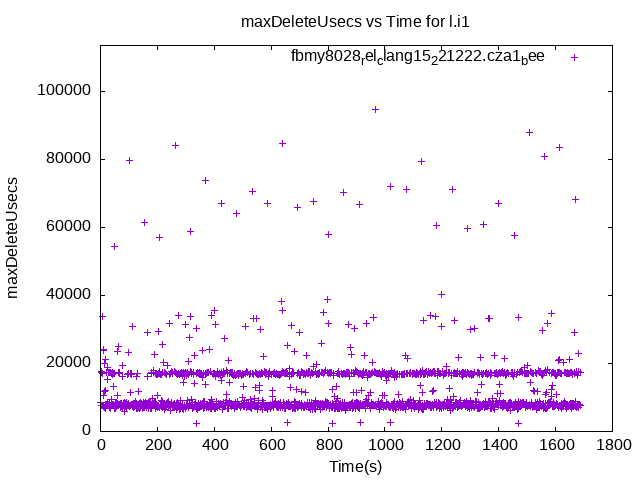 maxDeleteUsecs vs Time for l.i1
fbmy8028relclang15221222.cza1bee
100000
80000
60000
40000
20000
0
maxDeleteUsecs
0 200 400 600 800 1000 1200 1400 1600 1800
Time(s)